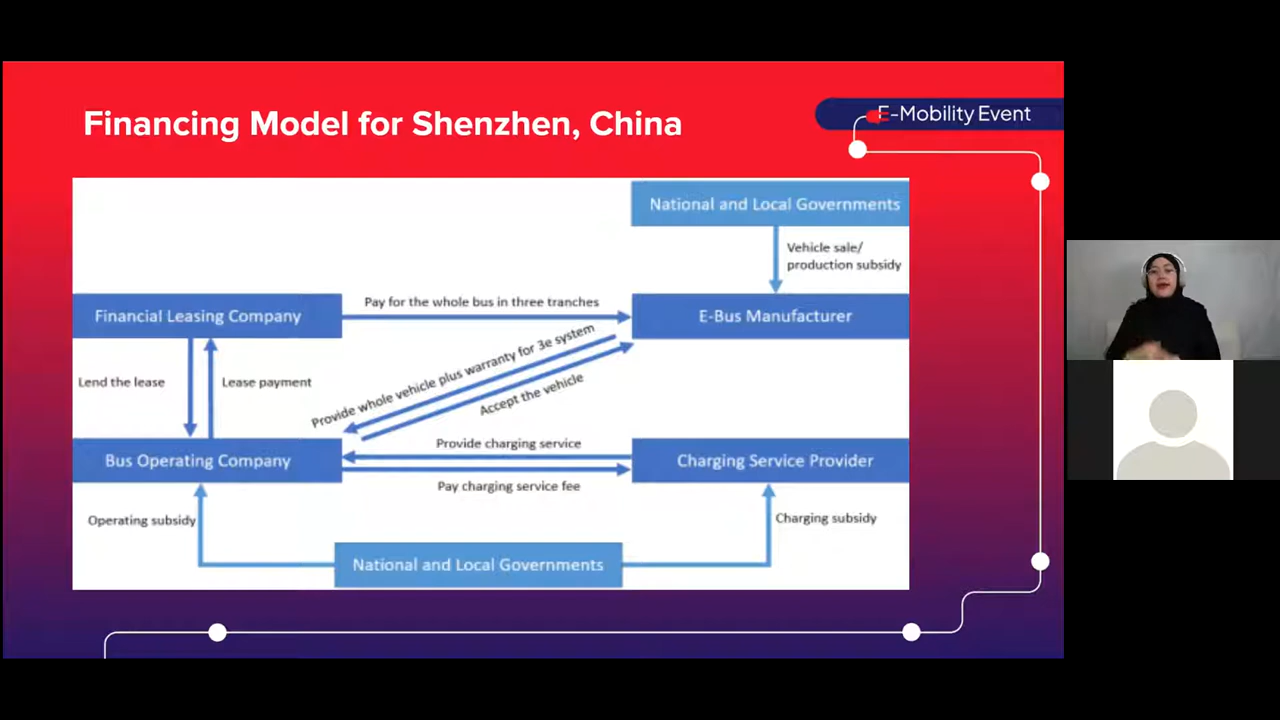 Financing Model for Shenzhen, China
E-Mobility Event
National and Local Governments
Vehicle sale/
production subsidy
Financial Leasing Company
Pay for the whole bus in three tranches
E-Bus Manufacturer
Lend the lease
Lease payment
Provide whole vehicle plus warranty for 3e system
Accept the vehicle
Bus Operating Company
Provide charging service
Pay charging service fee
Charging Service Provider
Operating subsidy
Charging subsidy
National and Local Governments